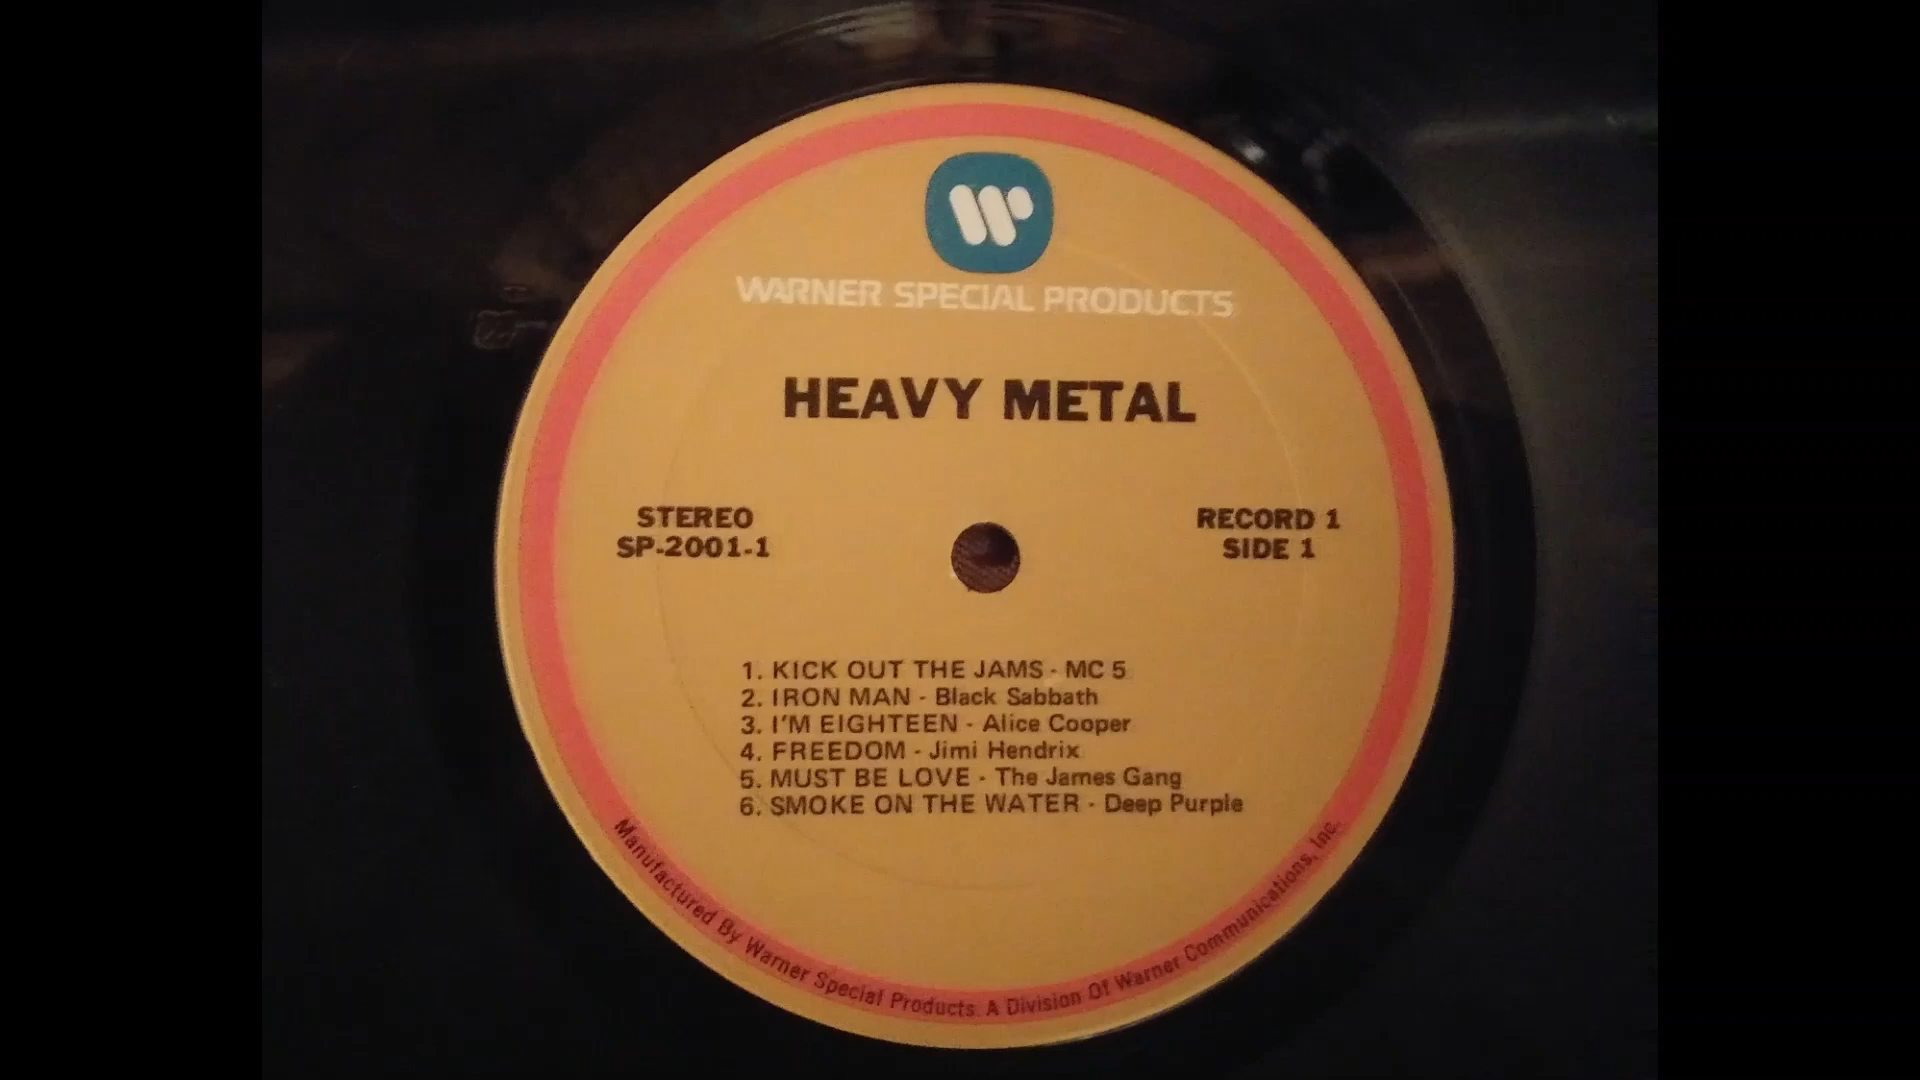 WARNER SPECIAL PRODUCTS
HEAVY METAL
STEREO
SP-2001-1
RECORD 1
SIDE 1
1. KICK OUT THE JAMS - MC 5
2. IRON MAN - Black Sabbath
3. I'M EIGHTEEN - Alice Cooper
4. FREEDOM - Jimi Hendrix
5. MUST BE LOVE - The James Gang
6. SMOKE ON THE WATER - Deep Purple
Manufactured By Warner Special Products. A Division Of Warner Communications, Inc.